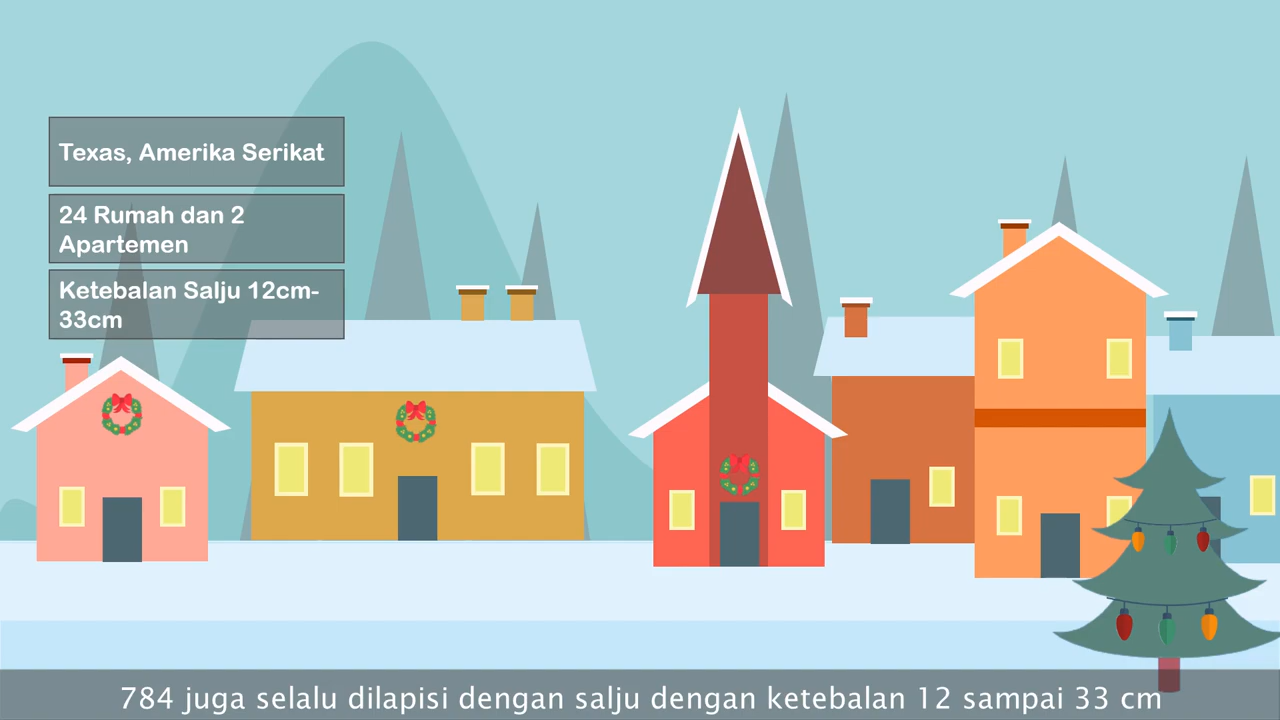 Texas, Amerika Serikat
24 Rumah dan 2
Apartemen
Ketebalan Salju 12cm-
33cm
784 juga selalu dilapisi dengan salju dengan ketebalan 12 sampai 33 cm